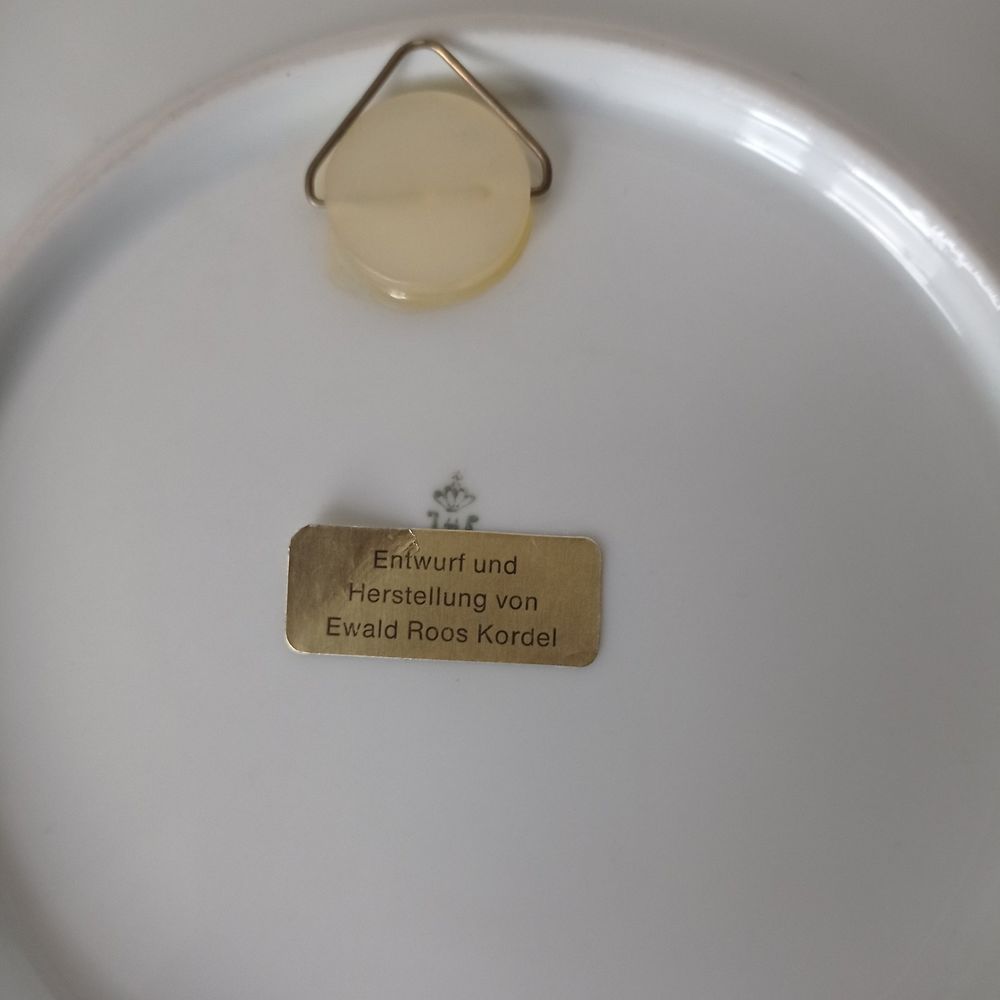 Entwurf und
Herstellung von
Ewald Roos Kordel